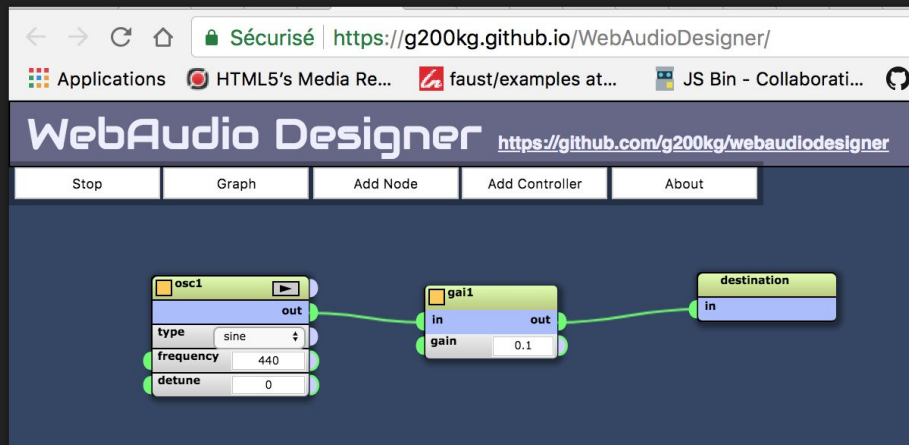 Sécurisé | https://g200kg.github.io/WebAudioDesigner/
Applications HTML5's Media Re... faust/examples at... JS Bin - Collaborati...
WebAudio Designer https://github.com/g200kg/webaudiodesigner
Stop Graph Add Node Add Controller About
osc1
out
type sine
frequency 440
detune 0
gai1
in out
gain 0.1
destination
in